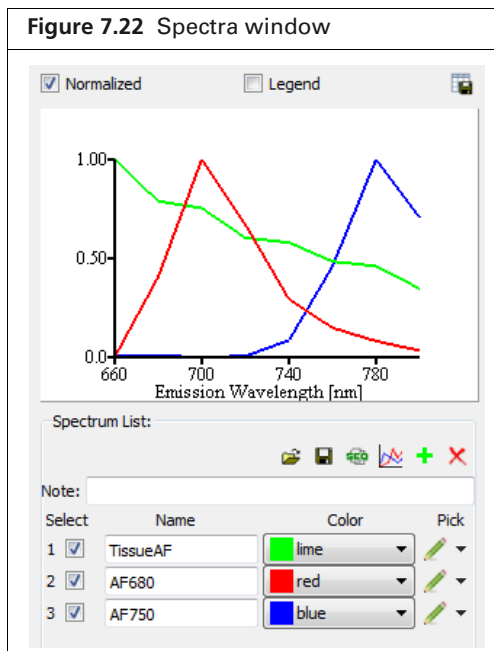 Figure 7.22 Spectra window
Normalized Legend
1.00
0.50
0.0
660 700 740 780
Emission Wavelength [nm]
Spectrum List:
GEO
Note:
Select Name Color Pick
1 TissueAF lime
2 AF680 red
3 AF750 blue